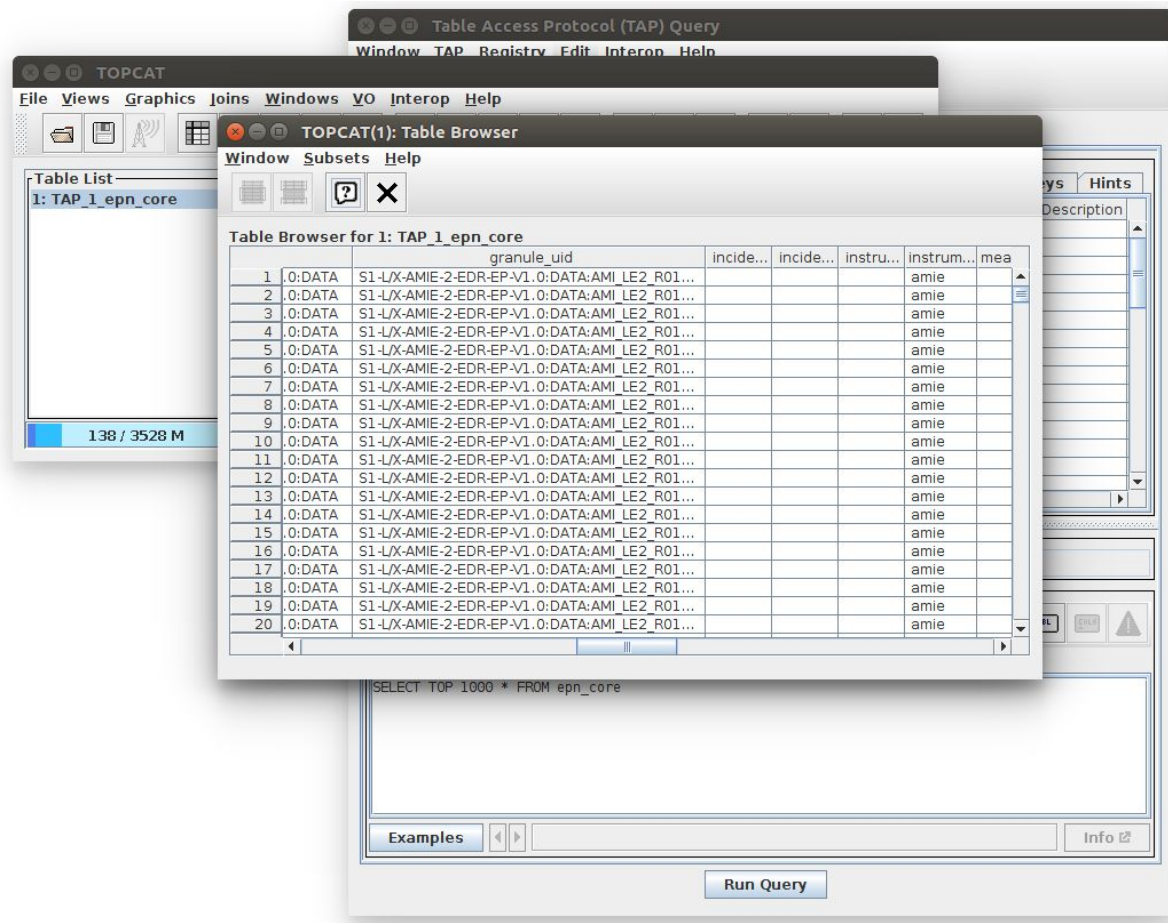 Table Access Protocol (TAP) Query
Window TAP Registry Edit Interop Help
TOPCAT
File Views Graphics Joins Windows VO Interop Help
Table List
1: TAP_1_epn_core
138 / 3528 M
TOPCAT(1): Table Browser
Window Subsets Help
Table Browser for 1: TAP_1_epn_core
granule_uid incide... incide... instru... instrum... mea
1 .0:DATA S1-L/X-AMIE-2-EDR-EP-V1.0:DATA:AMI_LE2_R01... amie
2 .0:DATA S1-L/X-AMIE-2-EDR-EP-V1.0:DATA:AMI_LE2_R01... amie
3 .0:DATA S1-L/X-AMIE-2-EDR-EP-V1.0:DATA:AMI_LE2_R01... amie
4 .0:DATA S1-L/X-AMIE-2-EDR-EP-V1.0:DATA:AMI_LE2_R01... amie
5 .0:DATA S1-L/X-AMIE-2-EDR-EP-V1.0:DATA:AMI_LE2_R01... amie
6 .0:DATA S1-L/X-AMIE-2-EDR-EP-V1.0:DATA:AMI_LE2_R01... amie
7 .0:DATA S1-L/X-AMIE-2-EDR-EP-V1.0:DATA:AMI_LE2_R01... amie
8 .0:DATA S1-L/X-AMIE-2-EDR-EP-V1.0:DATA:AMI_LE2_R01... amie
9 .0:DATA S1-L/X-AMIE-2-EDR-EP-V1.0:DATA:AMI_LE2_R01... amie
10 .0:DATA S1-L/X-AMIE-2-EDR-EP-V1.0:DATA:AMI_LE2_R01... amie
11 .0:DATA S1-L/X-AMIE-2-EDR-EP-V1.0:DATA:AMI_LE2_R01... amie
12 .0:DATA S1-L/X-AMIE-2-EDR-EP-V1.0:DATA:AMI_LE2_R01... amie
13 .0:DATA S1-L/X-AMIE-2-EDR-EP-V1.0:DATA:AMI_LE2_R01... amie
14 .0:DATA S1-L/X-AMIE-2-EDR-EP-V1.0:DATA:AMI_LE2_R01... amie
15 .0:DATA S1-L/X-AMIE-2-EDR-EP-V1.0:DATA:AMI_LE2_R01... amie
16 .0:DATA S1-L/X-AMIE-2-EDR-EP-V1.0:DATA:AMI_LE2_R01... amie
17 .0:DATA S1-L/X-AMIE-2-EDR-EP-V1.0:DATA:AMI_LE2_R01... amie
18 .0:DATA S1-L/X-AMIE-2-EDR-EP-V1.0:DATA:AMI_LE2_R01... amie
19 .0:DATA S1-L/X-AMIE-2-EDR-EP-V1.0:DATA:AMI_LE2_R01... amie
20 .0:DATA S1-L/X-AMIE-2-EDR-EP-V1.0:DATA:AMI_LE2_R01... amie
eys Hints
Description
SELECT TOP 1000 * FROM epn_core
Examples Info
Run Query